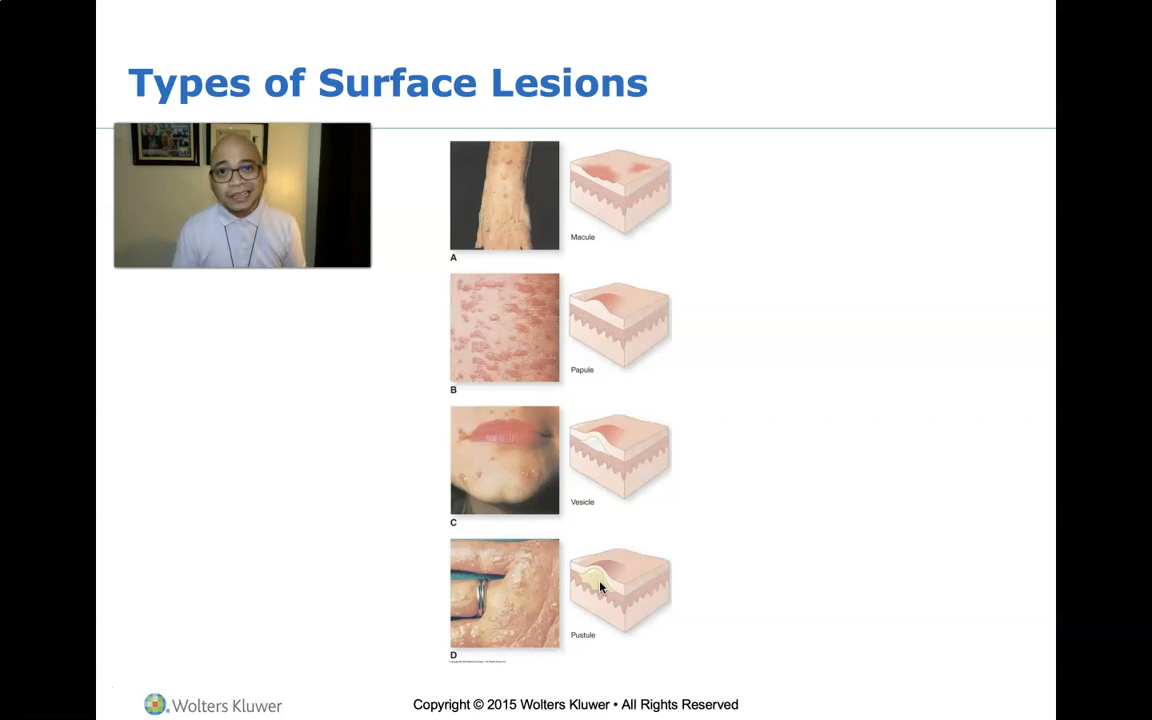 Types of Surface Lesions
Macule
A
Papule
B
Vesicle
C
Pustule
D
Wolters Kluwer
Copyright © 2015 Wolters Kluwer • All Rights Reserved